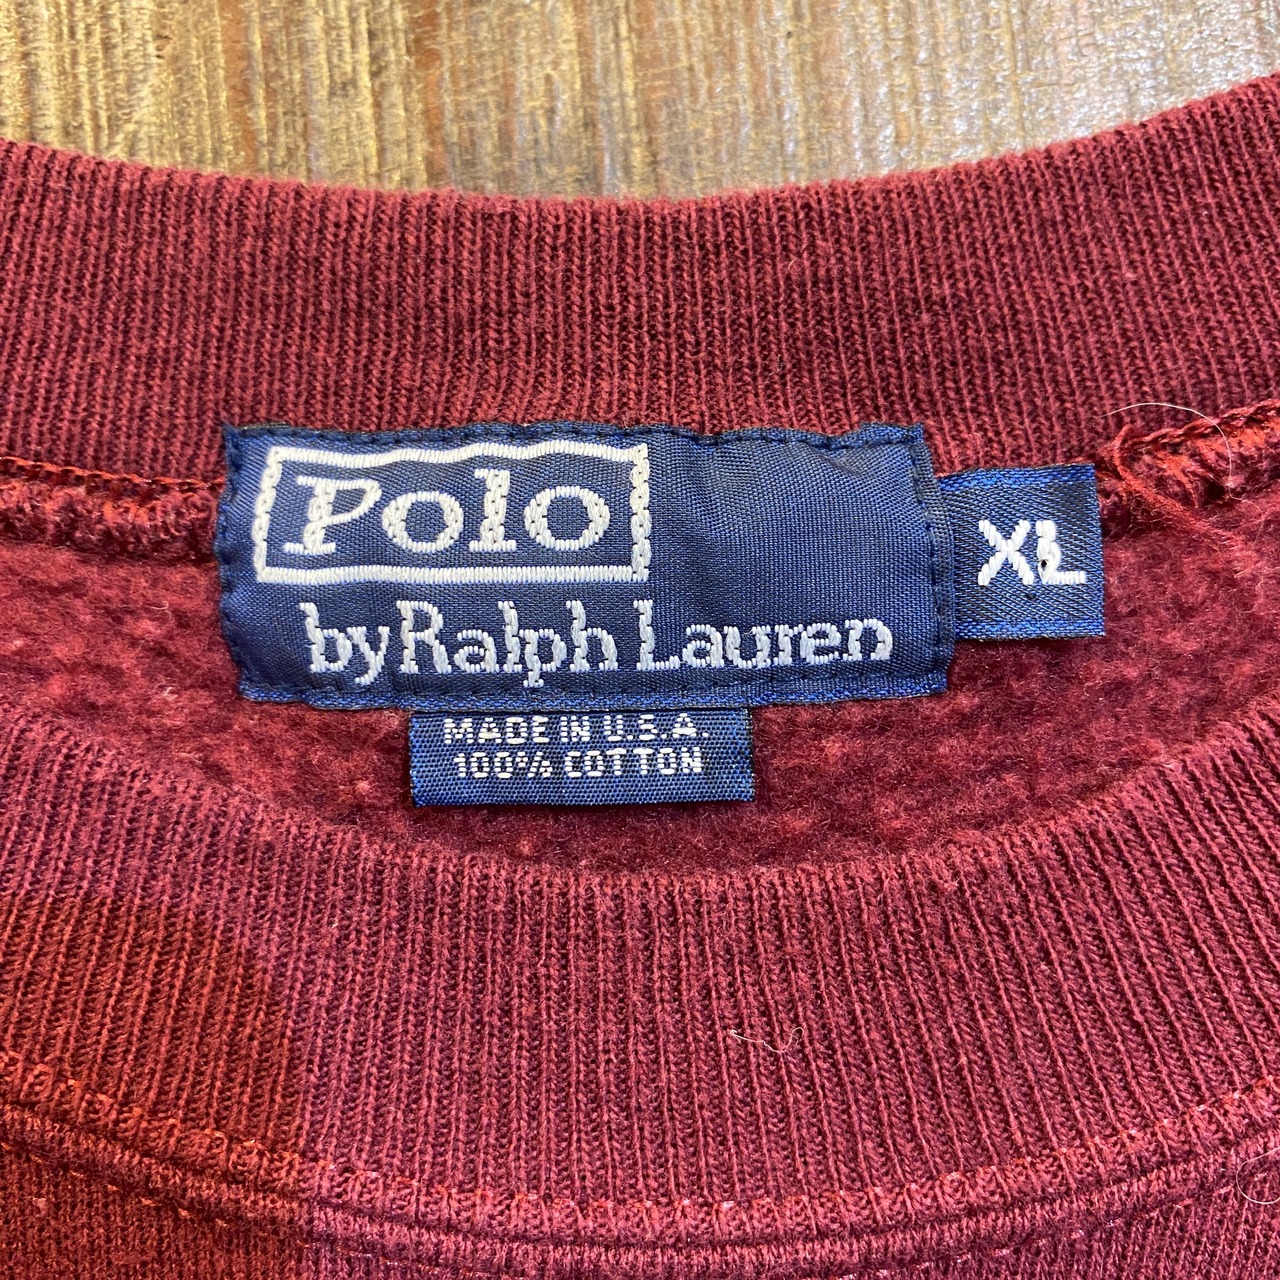 Polo
by Ralph Lauren
XL
MADE IN U.S.A.
100% COTTON